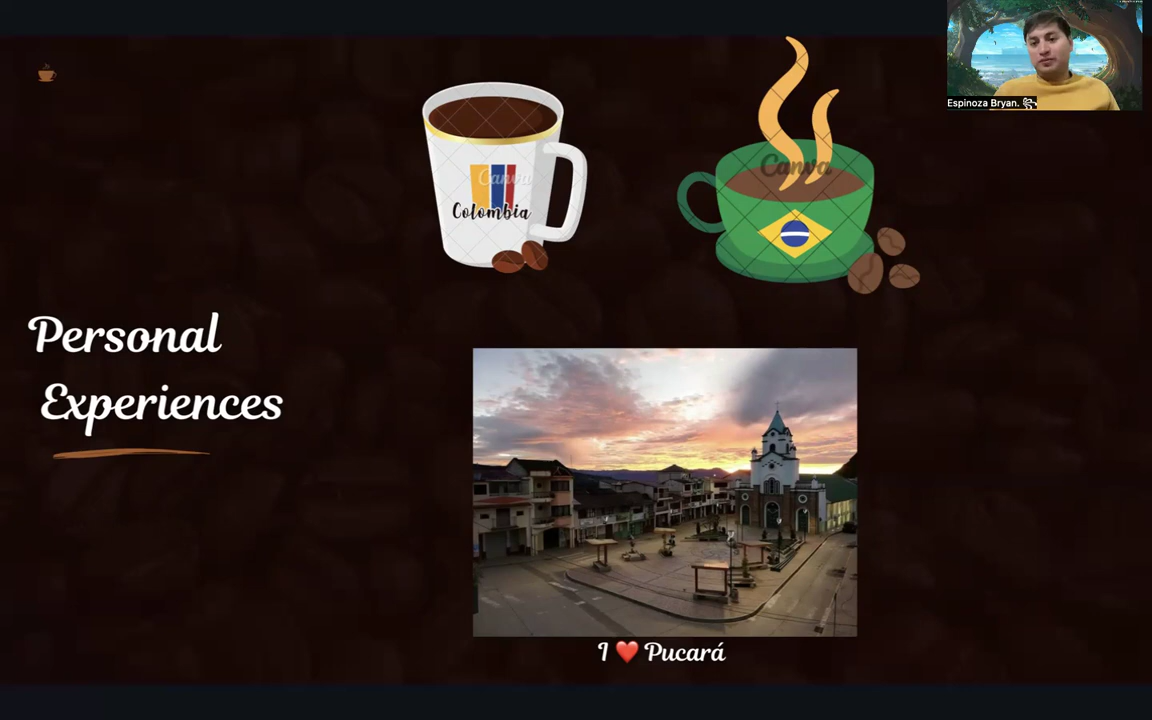 Espinoza Bryan.
Canva
Colombia
Canva
Personal
Experiences
I ❤️ Pucará